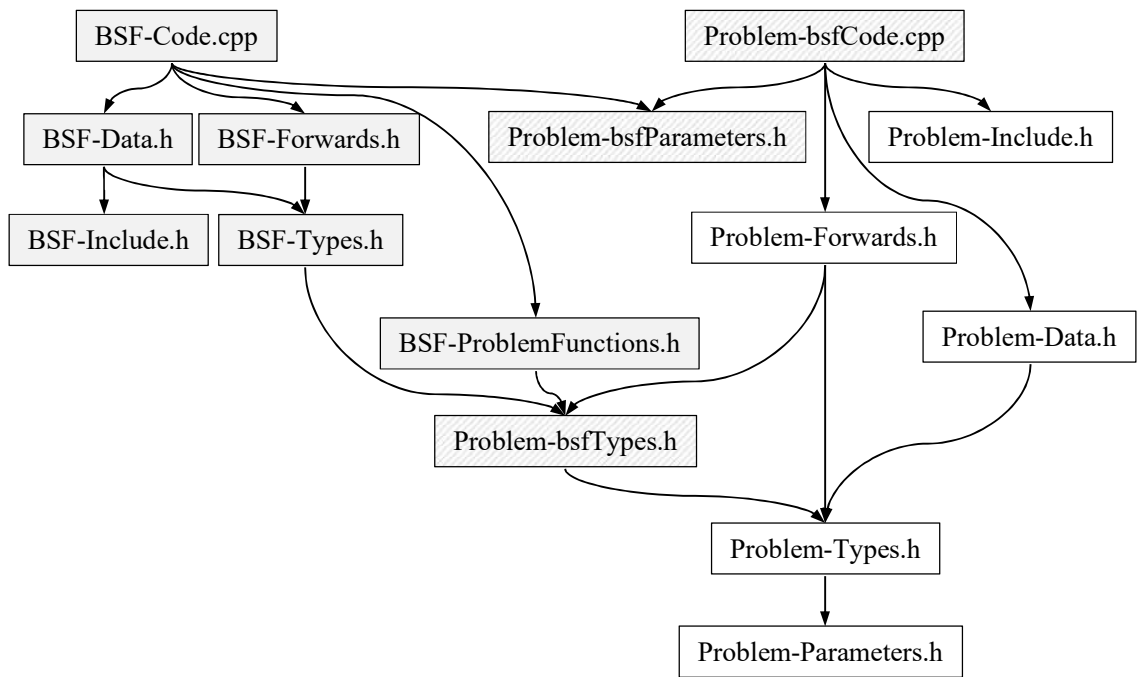 BSF-Code.cpp
Problem-bsfCode.cpp
BSF-Data.h
BSF-Forwards.h
Problem-bsfParameters.h
Problem-Include.h
BSF-Include.h
BSF-Types.h
Problem-Forwards.h
BSF-ProblemFunctions.h
Problem-Data.h
Problem-bsfTypes.h
Problem-Types.h
Problem-Parameters.h